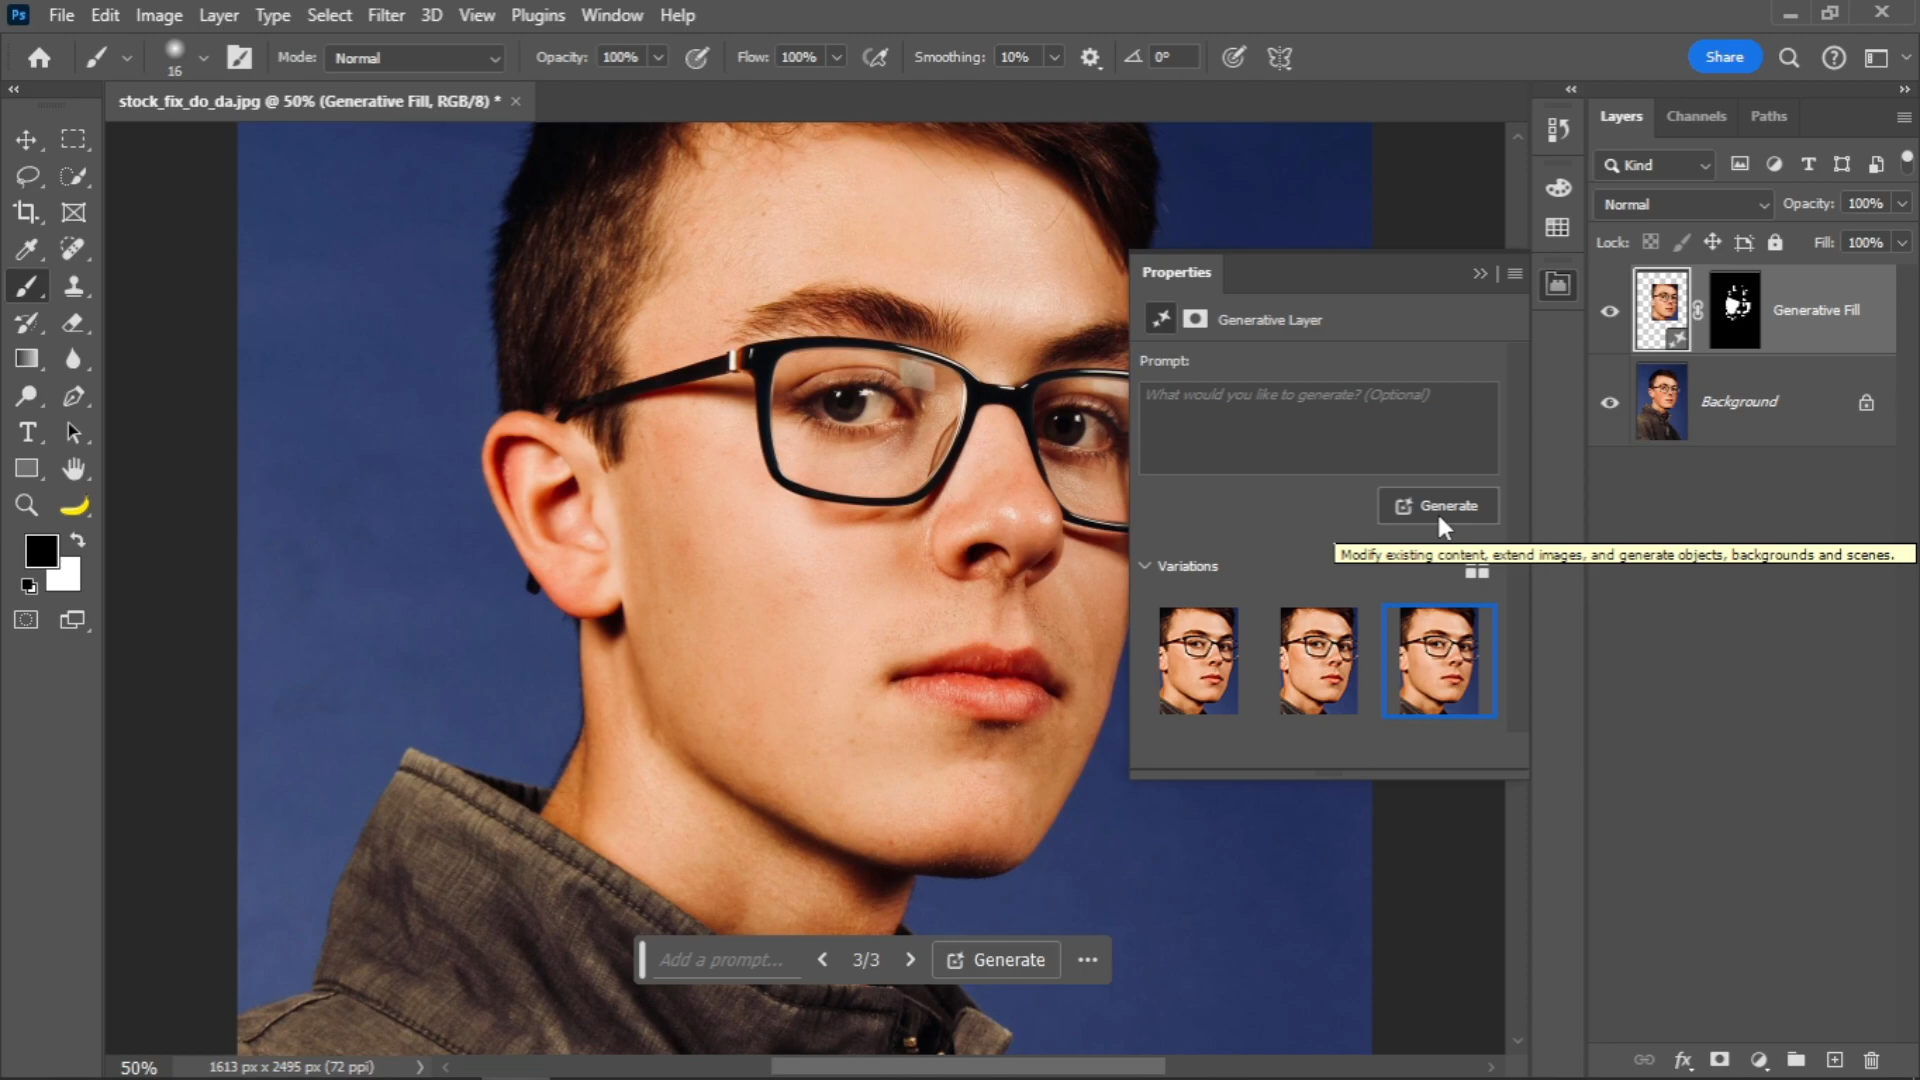 Ps File Edit Image Layer Type Select Filter 3D View Plugins Window Help
16 Mode: Normal Opacity: 100% Flow: 100% Smoothing: 10% 0° Share
stock_fix_do_da.jpg @ 50% (Generative Fill, RGB/8) *
Layers Channels Paths
Kind
Normal Opacity: 100%
Lock: Fill: 100%
Generative Fill
Background
Properties
Generative Layer
Prompt:
What would you like to generate? (Optional)
Generate
Modify existing content, extend images, and generate objects, backgrounds and scenes.
Variations
Add a prompt... 3/3 Generate
50% 1613 px x 2495 px (72 ppi)